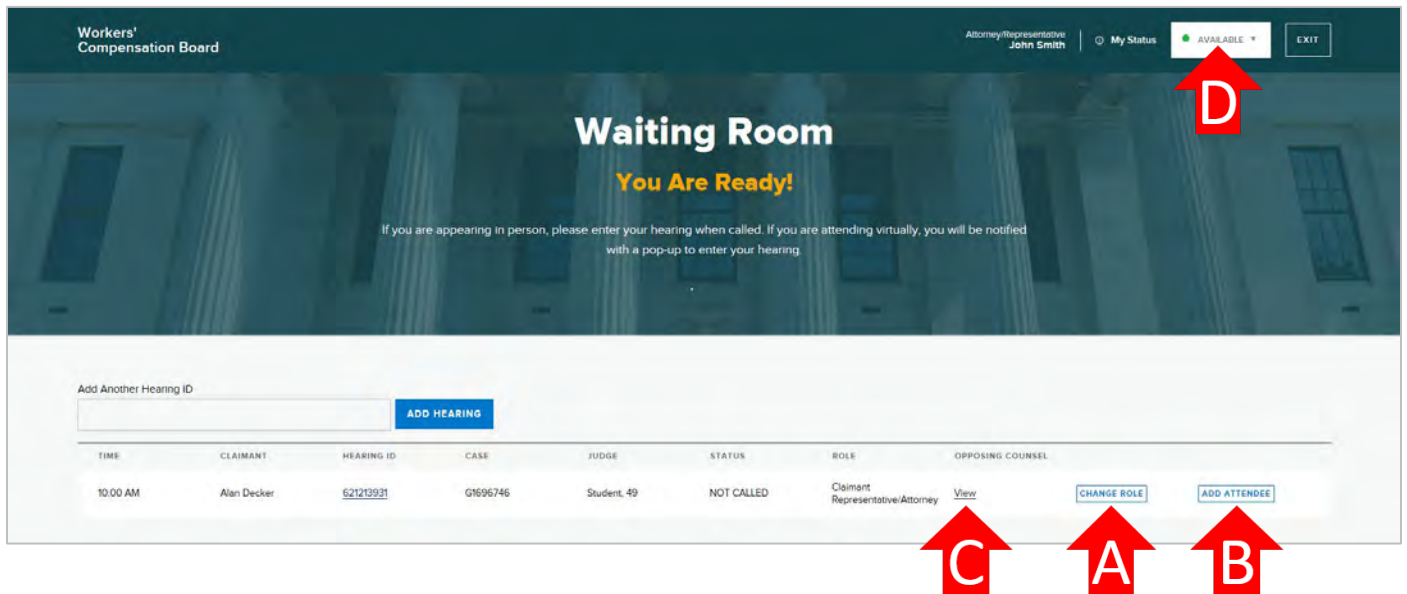 Workers'
Compensation Board
Attorney/Representative
John Smith
My Status
AVAILABLE
EXIT
D
Waiting Room
You Are Ready!
If you are appearing in person, please enter your hearing when called. If you are attending virtually, you will be notified
with a pop-up to enter your hearing.
Add Another Hearing ID
ADD HEARING
TIME CLAIMANT HEARING ID CASE JUDGE STATUS ROLE OPPOSING COUNSEL
10:00 AM Alan Decker 621213931 G1696746 Student, 49 NOT CALLED Claimant
Representative/Attorney View CHANGE ROLE ADD ATTENDEE
C A B